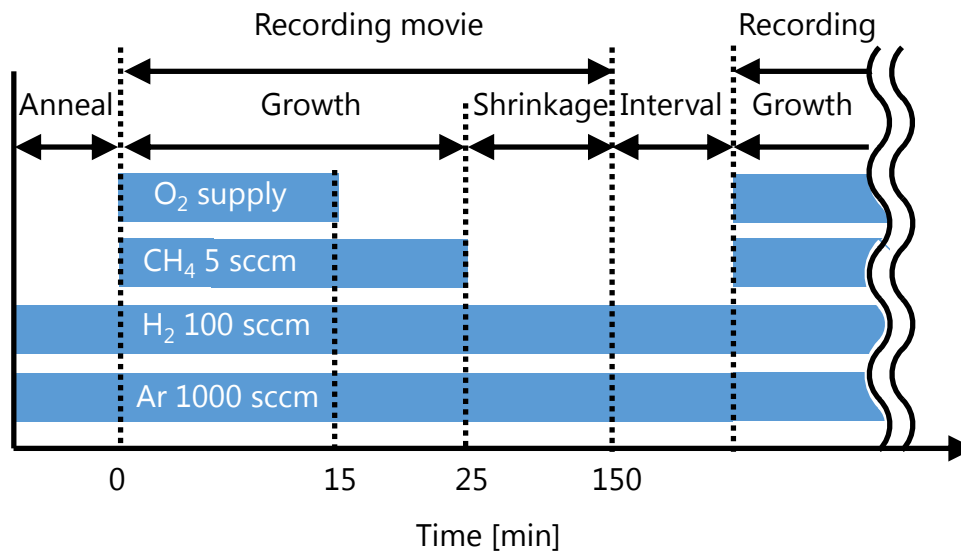 Recording movie
Recording
Anneal
Growth
Shrinkage
Interval
Growth
O₂ supply
CH₄ 5 sccm
H₂ 100 sccm
Ar 1000 sccm
0
15
25
150
Time [min]